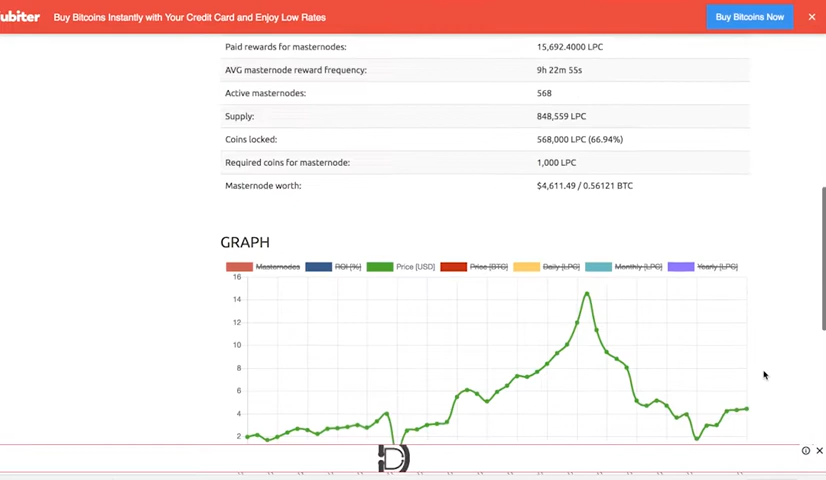 ubiter Buy Bitcoins Instantly with Your Credit Card and Enjoy Low Rates Buy Bitcoins Now
Paid rewards for masternodes: 15,692.4000 LPC
AVG masternode reward frequency: 9h 22m 55s
Active masternodes: 568
Supply: 848,559 LPC
Coins locked: 568,000 LPC (66.94%)
Required coins for masternode: 1,000 LPC
Masternode worth: $4,611.49 / 0.56121 BTC
GRAPH
Masternodes ROI [%] Price [USD] Price [BTC] Daily [LPC] Monthly [LPC] Yearly [LPC]
16
14
12
10
8
6
4
2